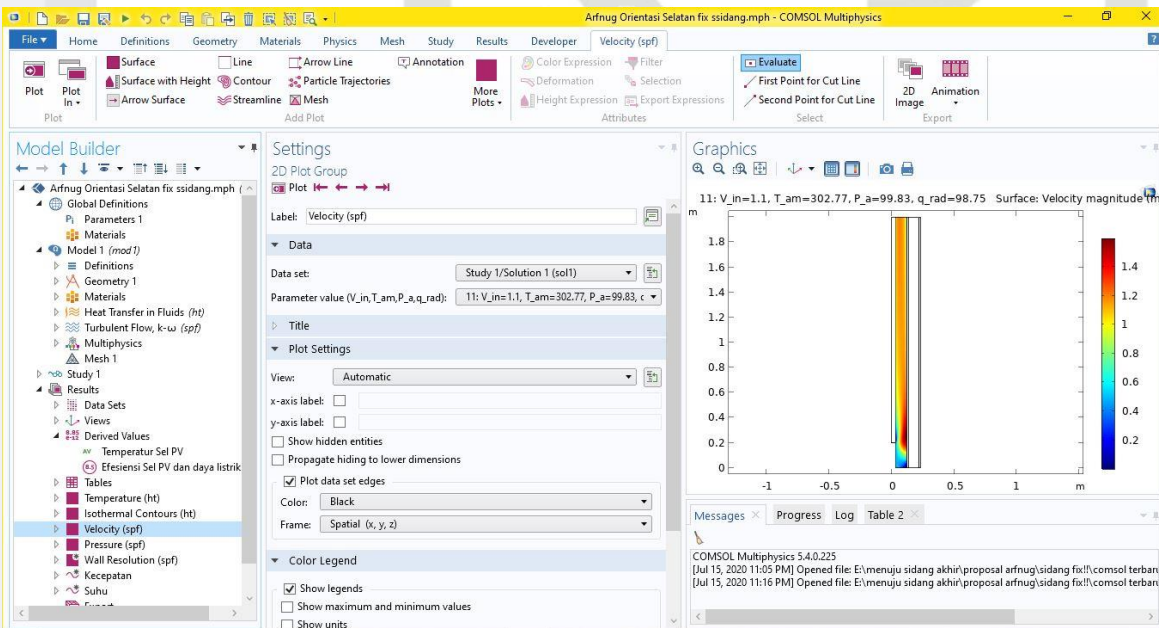 Arfnug Orientasi Selatan fix ssidang.mph - COMSOL Multiphysics
File Home Definitions Geometry Materials Physics Mesh Study Results Developer Velocity (spf)
Plot
Plot In
Plot
Surface Line Arrow Line Annotation
Surface with Height Contour Particle Trajectories
Arrow Surface Streamline Mesh
More Plots
Add Plot
Color Expression Filter
Deformation Selection
Height Expression Export Expressions
Attributes
Evaluate
First Point for Cut Line
Second Point for Cut Line
Select
2D Image
Animation
Export
Model Builder
Arfnug Orientasi Selatan fix ssidang.mph (
Global Definitions
Pi Parameters 1
Materials
Model 1 (mod1)
Definitions
Geometry 1
Materials
Heat Transfer in Fluids (ht)
Turbulent Flow, k-ω (spf)
Multiphysics
Mesh 1
Study 1
Results
Data Sets
Views
8.85
e-12
Derived Values
AV Temperatur Sel PV
8.5 Efesiensi Sel PV dan daya listrik
Tables
Temperature (ht)
Isothermal Contours (ht)
Velocity (spf)
Pressure (spf)
Wall Resolution (spf)
Kecepatan
Suhu
Export
Settings
2D Plot Group
Plot
Label: Velocity (spf)
Data
Data set: Study 1/Solution 1 (sol1)
Parameter value (V_in,T_am,P_a,q_rad): 11: V_in=1.1, T_am=302.77, P_a=99.83, c
Title
Plot Settings
View: Automatic
x-axis label:
y-axis label:
Show hidden entities
Propagate hiding to lower dimensions
Plot data set edges
Color: Black
Frame: Spatial (x, y, z)
Color Legend
Show legends
Show maximum and minimum values
Show units
Graphics
11: V_in=1.1, T_am=302.77, P_a=99.83, q_rad=98.75 Surface: Velocity magnitude (m
m
1.8
1.6
1.4
1.2
1
0.8
0.6
0.4
0.2
0
-1 -0.5 0 0.5 1 m
1.4
1.2
1
0.8
0.6
0.4
0.2
Messages Progress Log Table 2
COMSOL Multiphysics 5.4.0.225
[Jul 15, 2020 11:05 PM] Opened file: E:\menuju sidang akhir\proposal arfnug\sidang fix!!\comsol terbaru
[Jul 15, 2020 11:16 PM] Opened file: E:\menuju sidang akhir\proposal arfnug\sidang fix!!\comsol terbaru